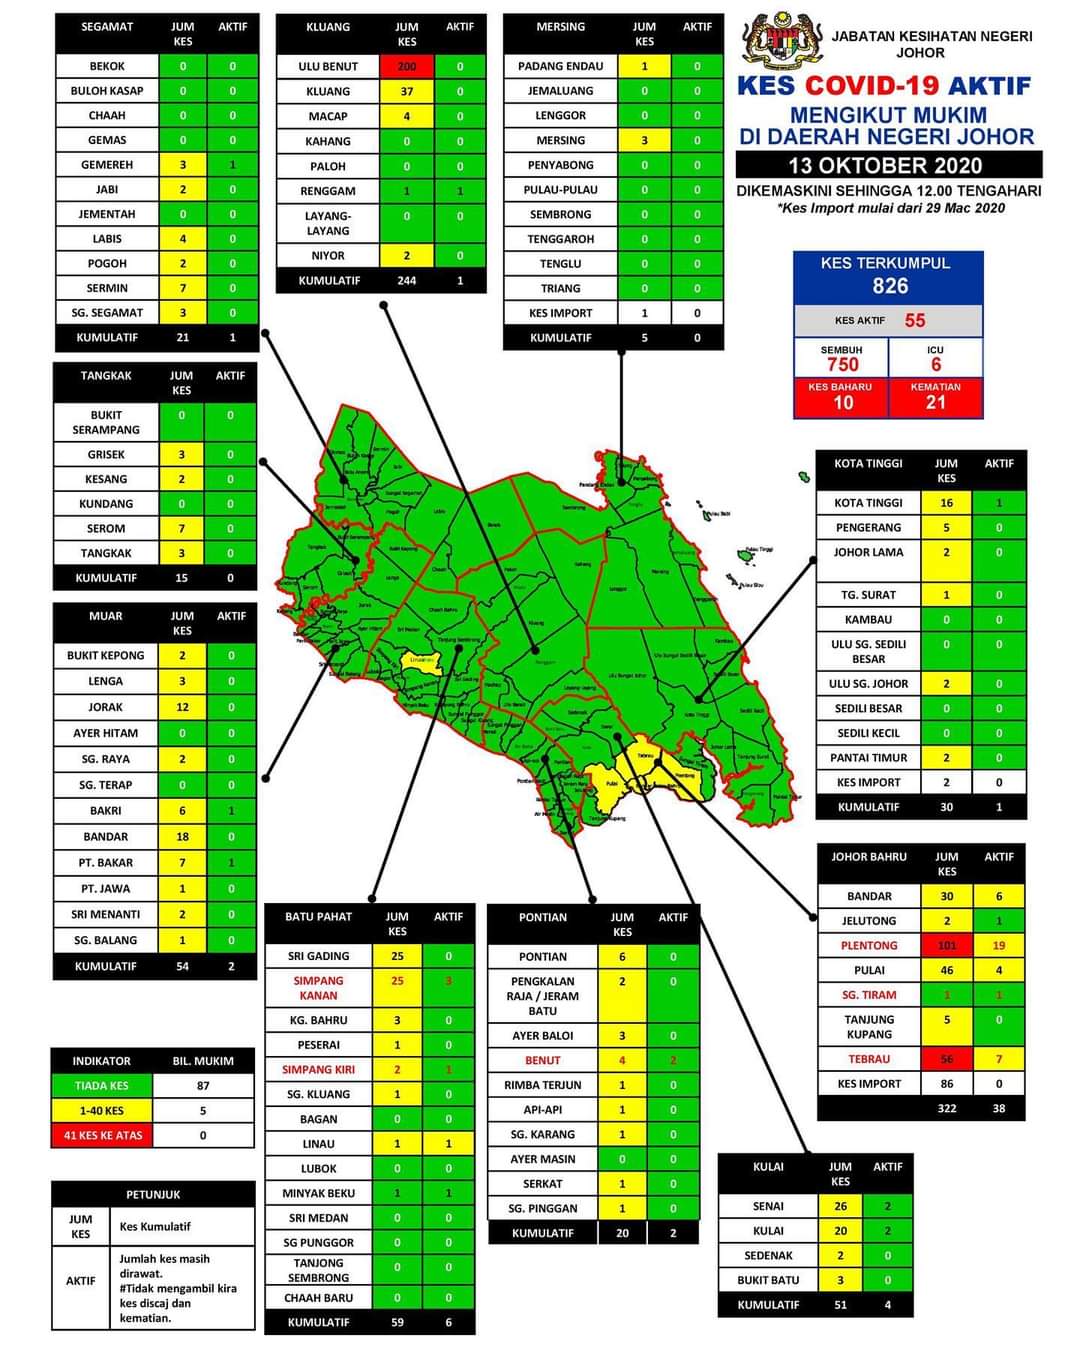 JABATAN KESIHATAN NEGERI
JOHOR
KES COVID-19 AKTIF
MENGIKUT MUKIM
DI DAERAH NEGERI JOHOR
13 OKTOBER 2020
DIKEMASKINI SEHINGGA 12.00 TENGAHARI
*Kes Import mulai dari 29 Mac 2020
KES TERKUMPUL
826
KES AKTIF 55
SEMBUH ICU
750 6
KES BAHARU KEMATIAN
10 21
SEGAMAT JUM KES AKTIF
BEKOK 0 0
BULOH KASAP 0 0
CHAAH 0 0
GEMAS 0 0
GEMEREH 3 1
JABI 2 0
JEMENTAH 0 0
LABIS 4 0
POGOH 2 0
SERMIN 7 0
SG. SEGAMAT 3 0
KUMULATIF 21 1
KLUANG JUM KES AKTIF
ULU BENUT 200 0
KLUANG 37 0
MACAP 4 0
KAHANG 0 0
PALOH 0 0
RENGGAM 1 1
LAYANG-
LAYANG 0 0
NIYOR 2 0
KUMULATIF 244 1
MERSING JUM KES AKTIF
PADANG ENDAU 1 0
JEMALUANG 0 0
LENGGOR 0 0
MERSING 3 0
PENYABONG 0 0
PULAU-PULAU 0 0
SEMBRONG 0 0
TENGGAROH 0 0
TENGLU 0 0
TRIANG 0 0
KES IMPORT 1 0
KUMULATIF 5 0
TANGKAK JUM KES AKTIF
BUKIT
SERAMPANG 0 0
GRISEK 3 0
KESANG 2 0
KUNDANG 0 0
SEROM 7 0
TANGKAK 3 0
KUMULATIF 15 0
MUAR JUM KES AKTIF
BUKIT KEPONG 2 0
LENGA 3 0
JORAK 12 0
AYER HITAM 0 0
SG. RAYA 2 0
SG. TERAP 0 0
BAKRI 6 1
BANDAR 18 0
PT. BAKAR 7 1
PT. JAWA 1 0
SRI MENANTI 2 0
SG. BALANG 1 0
KUMULATIF 54 2
KOTA TINGGI JUM KES AKTIF
KOTA TINGGI 16 1
PENGERANG 5 0
JOHOR LAMA 2 0
TG. SURAT 1 0
KAMBAU 0 0
ULU SG. SEDILI
BESAR 0 0
ULU SG. JOHOR 2 0
SEDILI BESAR 0 0
SEDILI KECIL 0 0
PANTAI TIMUR 2 0
KES IMPORT 2 0
KUMULATIF 30 1
JOHOR BAHRU JUM KES AKTIF
BANDAR 30 6
JELUTONG 2 1
PLENTONG 101 19
PULAI 46 4
SG. TIRAM 1 1
TANJUNG
KUPANG 5 0
TEBRAU 56 7
KES IMPORT 86 0
322 38
BATU PAHAT JUM KES AKTIF
SRI GADING 25 0
SIMPANG
KANAN 25 3
KG. BAHRU 3 0
PESERAI 1 0
SIMPANG KIRI 2 1
SG. KLUANG 1 0
BAGAN 0 0
LINAU 1 1
LUBOK 0 0
MINYAK BEKU 1 1
SRI MEDAN 0 0
SG PUNGGOR 0 0
TANJONG
SEMBRONG 0 0
CHAAH BARU 0 0
KUMULATIF 59 6
PONTIAN JUM KES AKTIF
PONTIAN 6 0
PENGKALAN
RAJA / JERAM
BATU 2 0
AYER BALOI 3 0
BENUT 4 2
RIMBA TERJUN 1 0
API-API 1 0
SG. KARANG 1 0
AYER MASIN 0 0
SERKAT 1 0
SG. PINGGAN 1 0
KUMULATIF 20 2
KULAI JUM KES AKTIF
SENAI 26 2
KULAI 20 2
SEDENAK 2 0
BUKIT BATU 3 0
KUMULATIF 51 4
INDIKATOR BIL. MUKIM
TIADA KES 87
1-40 KES 5
41 KES KE ATAS 0
PETUNJUK
JUM KES Kes Kumulatif
AKTIF Jumlah kes masih
dirawat.
#Tidak mengambil kira
kes discaj dan
kematian.